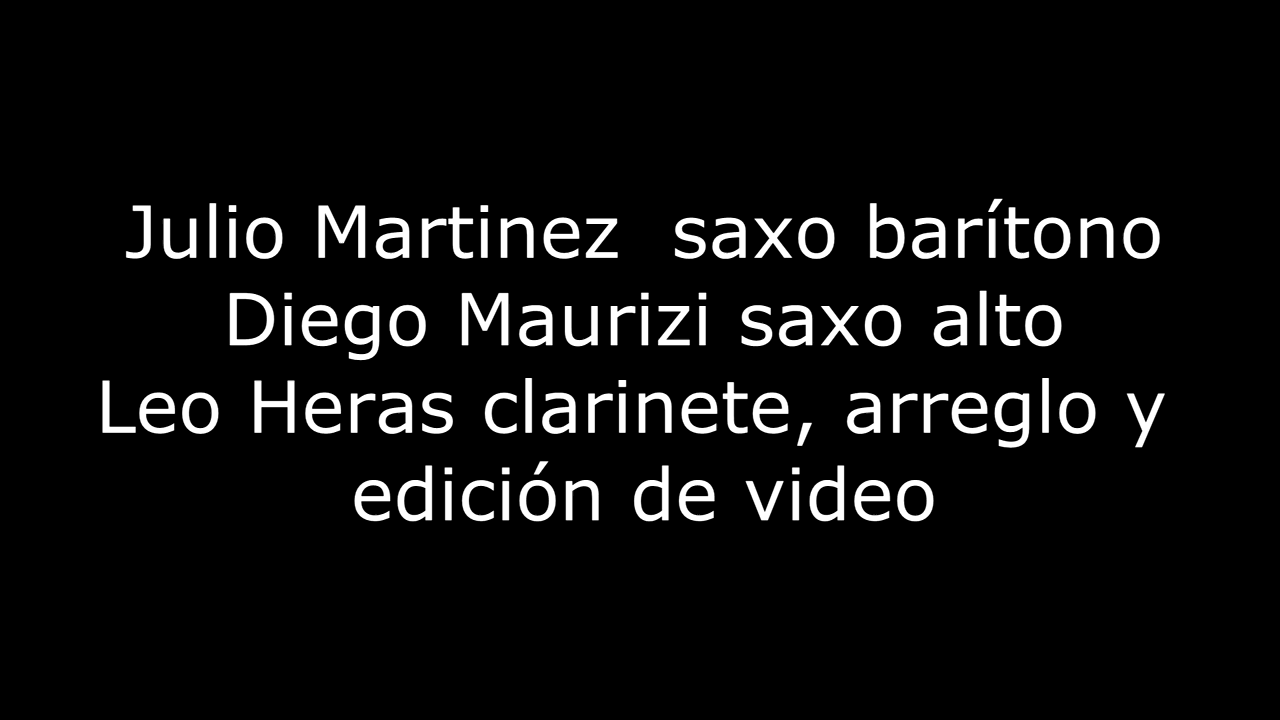 Julio Martinez  saxo barítono
Diego Maurizi saxo alto
Leo Heras clarinete, arreglo y
edición de video